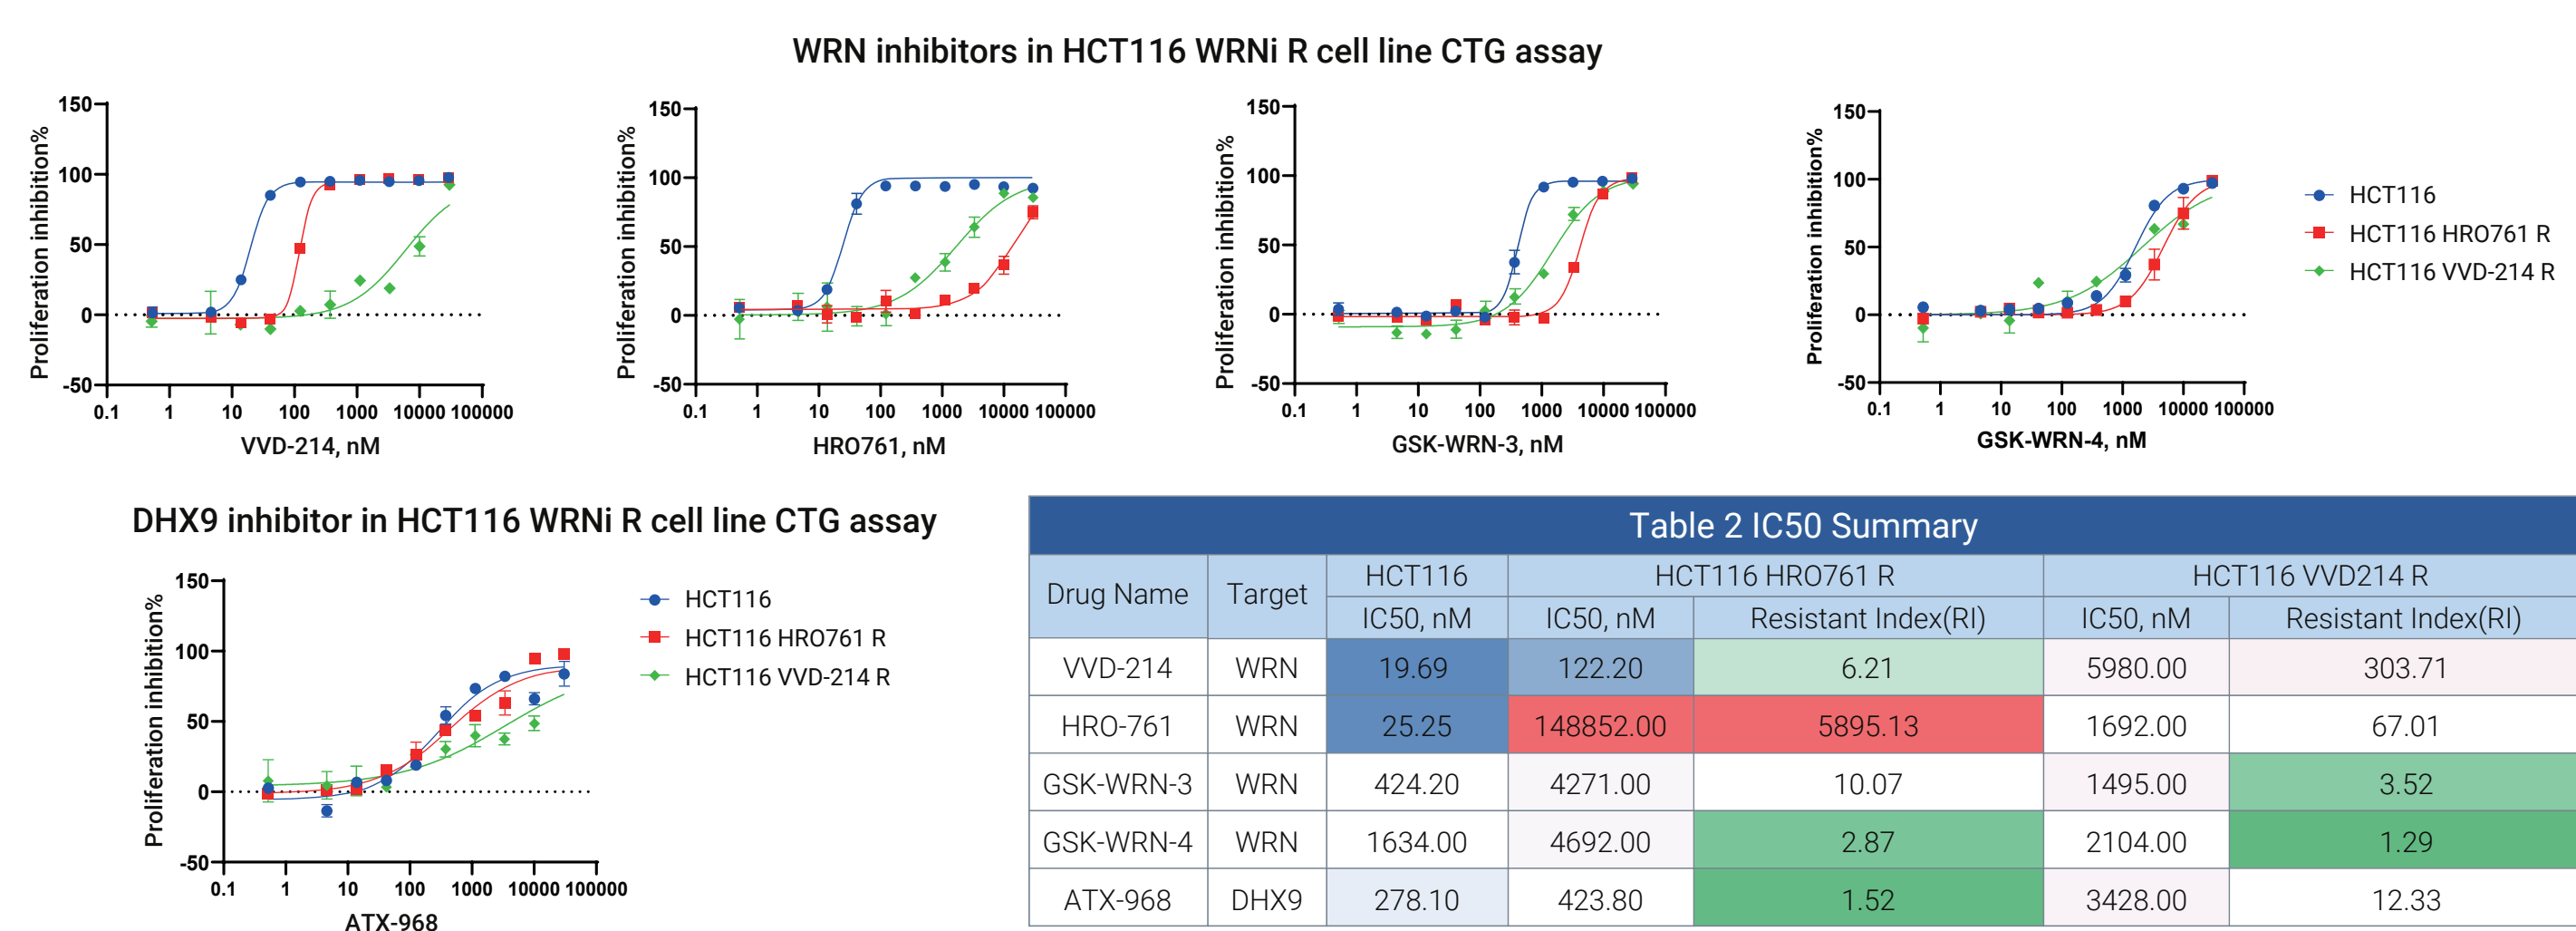 WRN inhibitors in HCT116 WRNi R cell line CTG assay
Proliferation inhibition%
150
100
50
0
-50
0.1 1 10 100 1000 10000 100000
VVD-214, nM
Proliferation inhibition%
150
100
50
0
-50
0.1 1 10 100 1000 10000 100000
HRO761, nM
Proliferation inhibition%
150
100
50
0
-50
0.1 1 10 100 1000 10000 100000
GSK-WRN-3, nM
Proliferation inhibition%
150
100
50
0
-50
0.1 1 10 100 1000 10000 100000
GSK-WRN-4, nM
HCT116
HCT116 HRO761 R
HCT116 VVD-214 R
DHX9 inhibitor in HCT116 WRNi R cell line CTG assay
Proliferation inhibition%
150
100
50
0
-50
0.1 1 10 100 1000 10000 100000
ATX-968
HCT116
HCT116 HRO761 R
HCT116 VVD-214 R
Table 2 IC50 Summary
Drug Name Target HCT116 HCT116 HRO761 R HCT116 VVD214 R
IC50, nM IC50, nM Resistant Index(RI) IC50, nM Resistant Index(RI)
VVD-214 WRN 19.69 122.20 6.21 5980.00 303.71
HRO-761 WRN 25.25 148852.00 5895.13 1692.00 67.01
GSK-WRN-3 WRN 424.20 4271.00 10.07 1495.00 3.52
GSK-WRN-4 WRN 1634.00 4692.00 2.87 2104.00 1.29
ATX-968 DHX9 278.10 423.80 1.52 3428.00 12.33